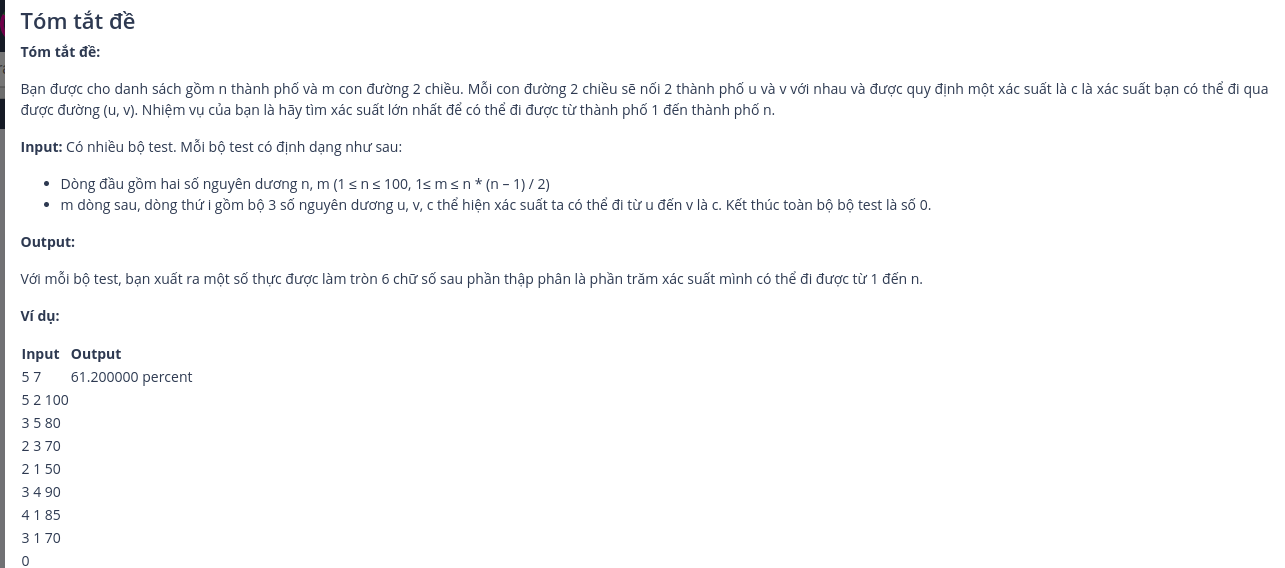 Tóm tắt đề
Tóm tắt đề:
Bạn được cho danh sách gồm n thành phố và m con đường 2 chiều. Mỗi con đường 2 chiều sẽ nối 2 thành phố u và v với nhau và được quy định một xác suất là c là xác suất bạn có thể đi qua
được đường (u, v). Nhiệm vụ của bạn là hãy tìm xác suất lớn nhất để có thể đi được từ thành phố 1 đến thành phố n.
Input: Có nhiều bộ test. Mỗi bộ test có định dạng như sau:
• Dòng đầu gồm hai số nguyên dương n, m (1 ≤ n ≤ 100, 1≤ m ≤ n * (n – 1) / 2)
• m dòng sau, dòng thứ i gồm bộ 3 số nguyên dương u, v, c thể hiện xác suất ta có thể đi từ u đến v là c. Kết thúc toàn bộ bộ test là số 0.
Output:
Với mỗi bộ test, bạn xuất ra một số thực được làm tròn 6 chữ số sau phần thập phân là phần trăm xác suất mình có thể đi được từ 1 đến n.
Ví dụ:
Input Output
5 7 61.200000 percent
5 2 100
3 5 80
2 3 70
2 1 50
3 4 90
4 1 85
3 1 70
0